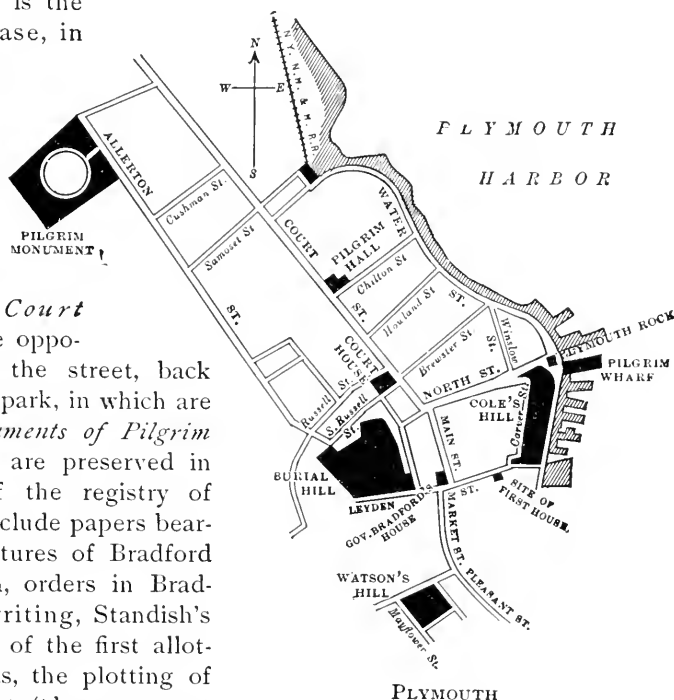 is the
ase, in
N
W E
S
N.Y. N.H. & H. R.R.
PLYMOUTH
HARBOR
ALLERTON
ST.
Cushman St.
Samoset St
PILGRIM
MONUMENT
COURT
ST.
PILGRIM
HALL
WATER
ST.
Chilton St
Howland St
Brewster St
Winslow
St.
PLYMOUTH ROCK
PILGRIM
WHARF
COURT
HOUSE
NORTH ST.
COLE'S
HILL
Carver St.
Russell St.
S. Russell
St.
MAIN ST.
BURIAL
HILL
LEYDEN ST.
GOV. BRADFORD'S
HOUSE
SITE OF
FIRST HOUSE.
MARKET ST.
PLEASANT ST.
WATSON'S
HILL
Mayflower St.
PLYMOUTH
Court
e oppo-
the street, back
park, in which are
uments of Pilgrim
are preserved in
f the registry of
clude papers bear-
tures of Bradford
, orders in Brad-
riting, Standish's
of the first allot-
s, the plotting of